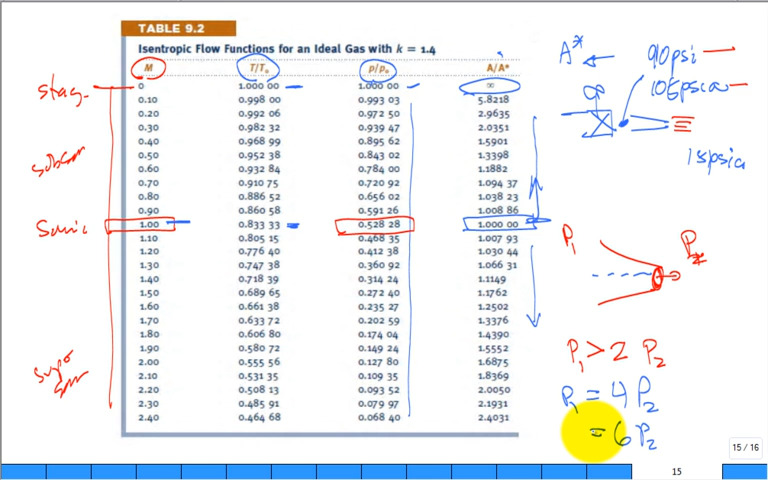 TABLE 9.2
Isentropic Flow Functions for an Ideal Gas with k = 1.4
M T/T₀ p/p₀ A/A*
0 1.000 00 1.000 00 ∞
0.10 0.998 00 0.993 03 5.8218
0.20 0.992 06 0.972 50 2.9635
0.30 0.982 32 0.939 47 2.0351
0.40 0.968 99 0.895 62 1.5901
0.50 0.952 38 0.843 02 1.3398
0.60 0.932 84 0.784 00 1.1882
0.70 0.910 75 0.720 92 1.094 37
0.80 0.886 52 0.656 02 1.038 23
0.90 0.860 58 0.591 26 1.008 86
1.00 0.833 33 0.528 28 1.000 00
1.10 0.805 15 0.468 35 1.007 93
1.20 0.776 40 0.412 38 1.030 44
1.30 0.747 38 0.360 92 1.066 31
1.40 0.718 39 0.314 24 1.1149
1.50 0.689 65 0.272 40 1.1762
1.60 0.661 38 0.235 27 1.2502
1.70 0.633 72 0.202 59 1.3376
1.80 0.606 80 0.174 04 1.4390
1.90 0.580 72 0.149 24 1.5552
2.00 0.555 56 0.127 80 1.6875
2.10 0.531 35 0.109 35 1.8369
2.20 0.508 13 0.093 52 2.0050
2.30 0.485 91 0.079 97 2.1931
2.40 0.464 68 0.068 40 2.4031
stag.
Sonic
A*
90psi
105psia
15psia
P₁
P₁ > 2 P₂
P₁ = 4 P₂
= 6 P₂
15 / 16
15